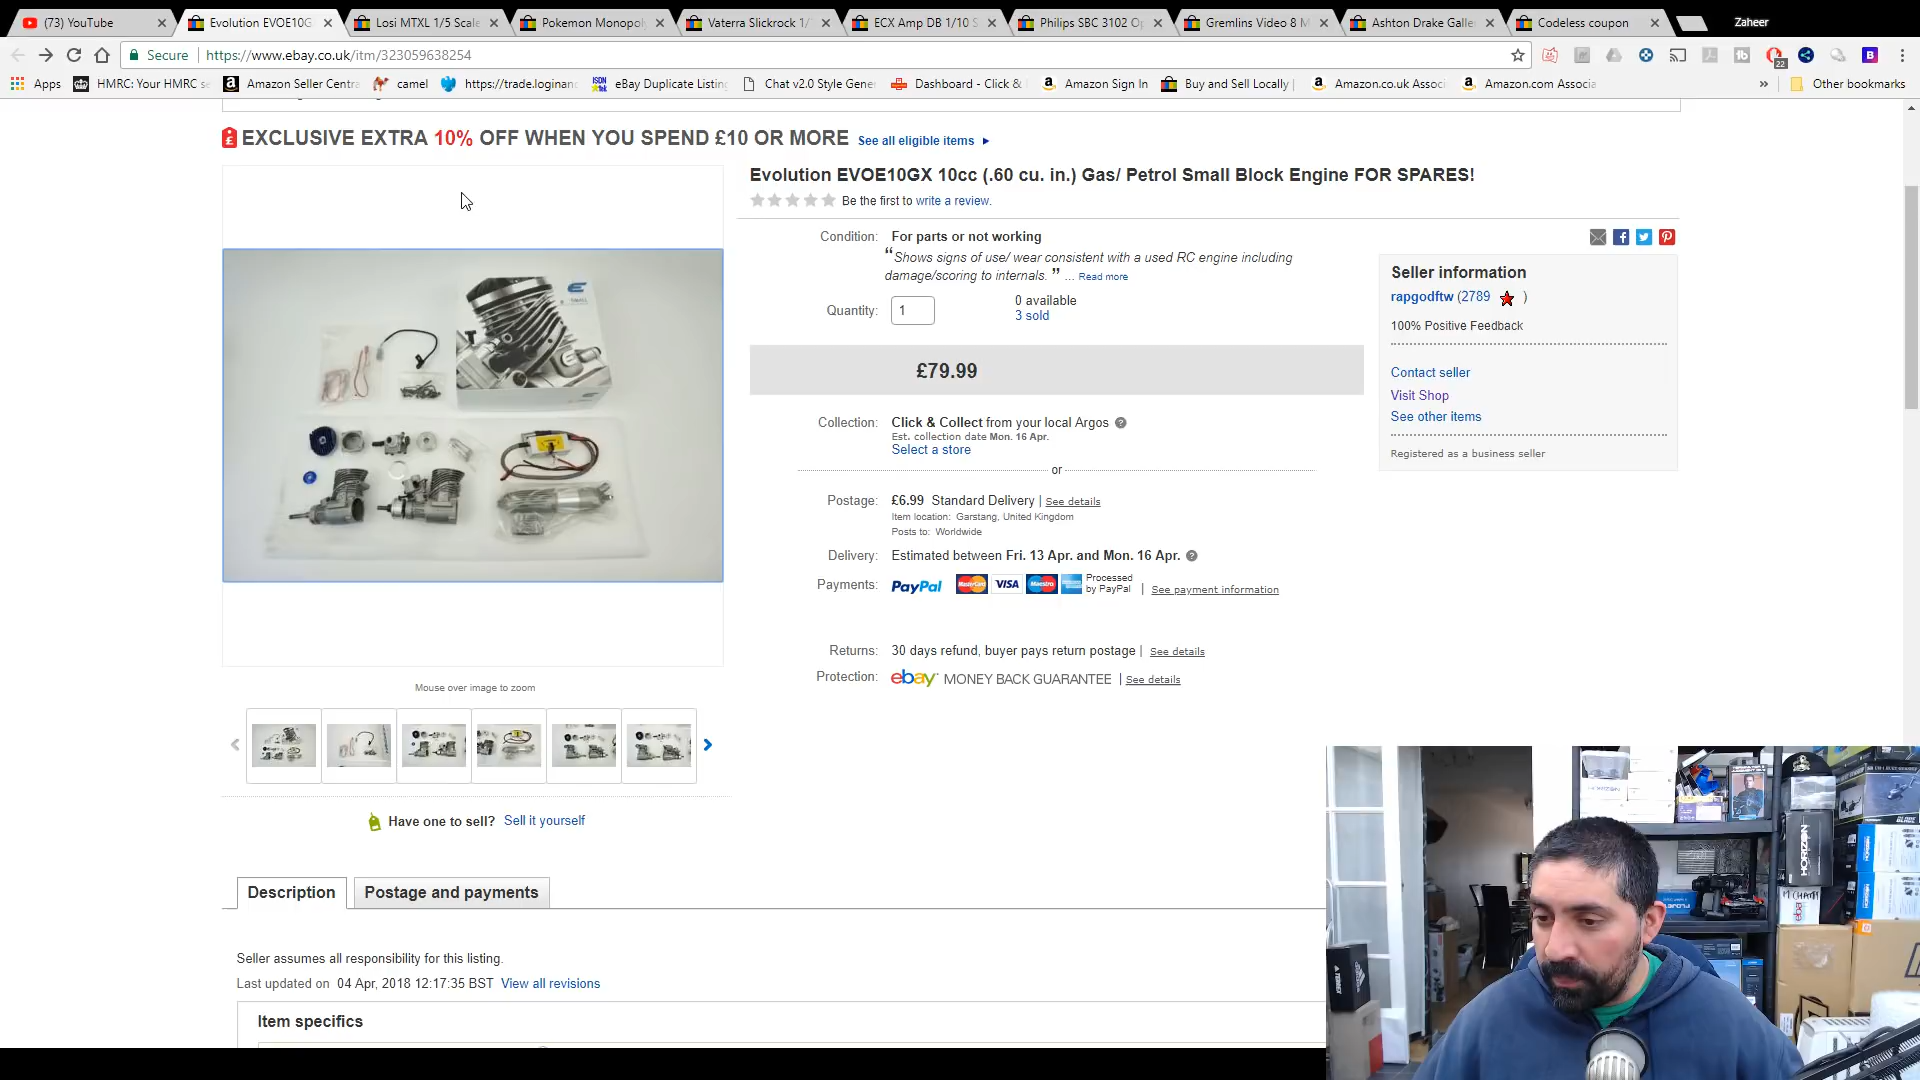 (73) YouTube
Evolution EVOE10G
Losi MTXL 1/5 Scale
Pokemon Monopoly
Vaterra Slickrock 1/
ECX Amp DB 1/10 S
Philips SBC 3102 Op
Gremlins Video 8 M
Ashton Drake Galle
Codeless coupon
Zaheer
Secure
https://www.ebay.co.uk/itm/323059638254
22
Apps
HMRC: Your HMRC se
Amazon Seller Centra
camel
https://trade.loginanc
eBay Duplicate Listing
Chat v2.0 Style Gene
Dashboard - Click &
Amazon Sign In
Buy and Sell Locally |
Amazon.co.uk Associ
Amazon.com Associa
Other bookmarks
EXCLUSIVE EXTRA 10% OFF WHEN YOU SPEND £10 OR MORE
See all eligible items
Evolution EVOE10GX 10cc (.60 cu. in.) Gas/ Petrol Small Block Engine FOR SPARES!
Be the first to write a review.
Condition: For parts or not working
“Shows signs of use/ wear consistent with a used RC engine including
damage/scoring to internals. ” ... Read more
Quantity: 1
0 available
3 sold
£79.99
Collection: Click & Collect from your local Argos
Est. collection date Mon. 16 Apr.
Select a store
or
Postage: £6.99 Standard Delivery | See details
Item location: Garstang, United Kingdom
Posts to: Worldwide
Delivery: Estimated between Fri. 13 Apr. and Mon. 16 Apr.
Payments: PayPal MasterCard VISA Maestro Processed
by PayPal | See payment information
Returns: 30 days refund, buyer pays return postage | See details
Protection: ebay MONEY BACK GUARANTEE | See details
Seller information
rapgodftw (2789 )
100% Positive Feedback
Contact seller
Visit Shop
See other items
Registered as a business seller
Mouse over image to zoom
Have one to sell? Sell it yourself
Description
Postage and payments
Seller assumes all responsibility for this listing.
Last updated on 04 Apr, 2018 12:17:35 BST View all revisions
Item specifics
HORIZON